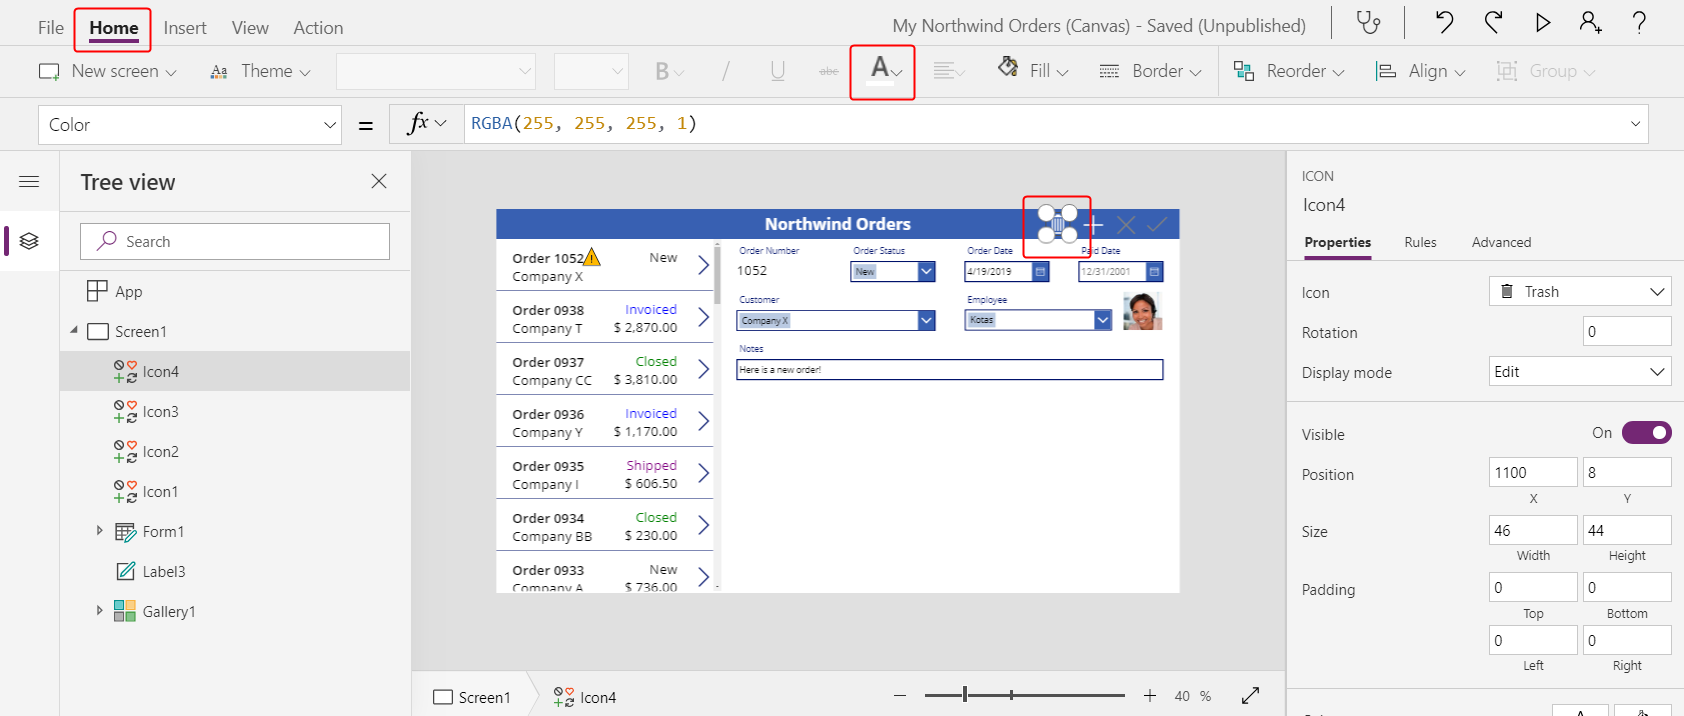 File Home Insert View Action My Northwind Orders (Canvas) - Saved (Unpublished) ?
New screen Aa Theme B / U abc A Fill Border Reorder Align Group
Color = fx RGBA(255, 255, 255, 1)
Tree view
Search
App
Screen1
Icon4
Icon3
Icon2
Icon1
Form1
Label3
Gallery1
Northwind Orders
Order 1052 New
Company X
Order 0938 Invoiced
Company T $ 2,870.00
Order 0937 Closed
Company CC $ 3,810.00
Order 0936 Invoiced
Company Y $ 1,170.00
Order 0935 Shipped
Company I $ 606.50
Order 0934 Closed
Company BB $ 230.00
Order 0933 New
Company A $ 736.00
Order Number Order Status Order Date Paid Date
1052 New 4/19/2019 12/31/2001
Customer Employee
Company X Kotas
Notes
Here is a new order!
Screen1 Icon4 40 %
ICON
Icon4
Properties Rules Advanced
Icon Trash
Rotation 0
Display mode Edit
Visible On
Position 1100 8
X Y
Size 46 44
Width Height
Padding 0 0
Top Bottom
0 0
Left Right